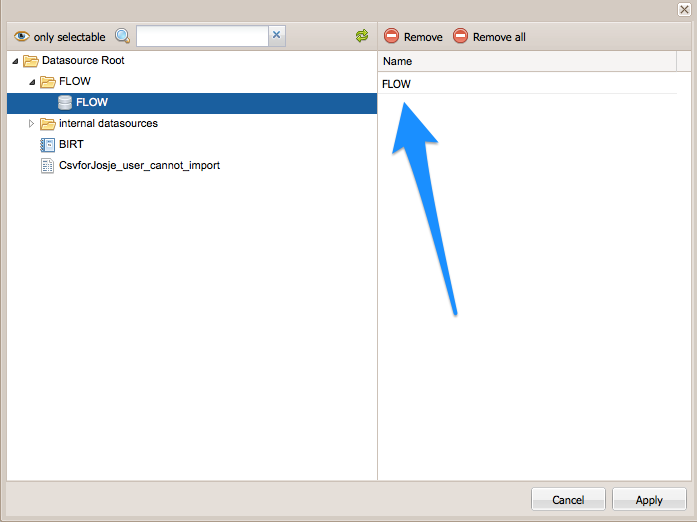 only selectable
Remove
Remove all
Datasource Root
FLOW
FLOW
internal datasources
BIRT
CsvforJosje_user_cannot_import
Name
FLOW
Cancel
Apply